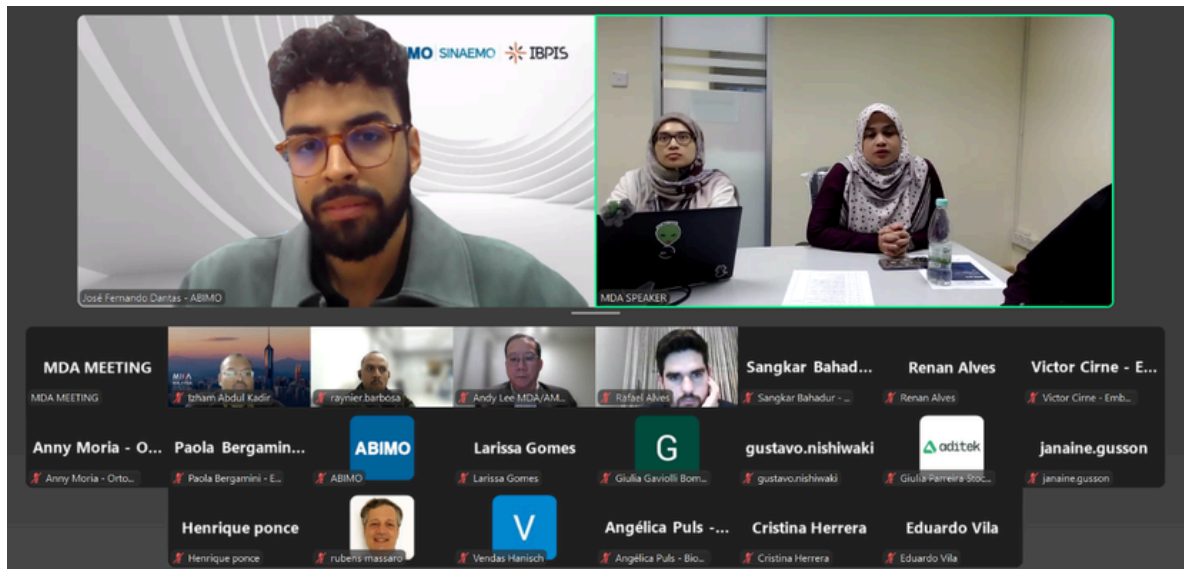 MO SINAEMO IBPIS
José Fernando Dantas - ABIMO
MDA SPEAKER
MDA MEETING
MDA MEETING
Izham Abdul Kadir
raynier.barbosa
Andy Lee MDA/AM...
Rafael Alves
Sangkar Bahad...
Sangkar Bahadur - ...
Renan Alves
Renan Alves
Victor Cirne - E...
Victor Cirne - Emb...
Anny Moria - O...
Anny Moria - Orto...
Paola Bergamin...
Paola Bergamini - E...
ABIMO
ABIMO
Larissa Gomes
Larissa Gomes
G
Giulia Gaviolli Bom...
gustavo.nishiwaki
gustavo.nishiwaki
aditek
Giulia Parreira Stoc...
janaine.gusson
janaine.gusson
Henrique ponce
Henrique ponce
rubens massaro
V
Vendas Hanisch
Angélica Puls -...
Angélica Puls - Bio...
Cristina Herrera
Cristina Herrera
Eduardo Vila
Eduardo Vila